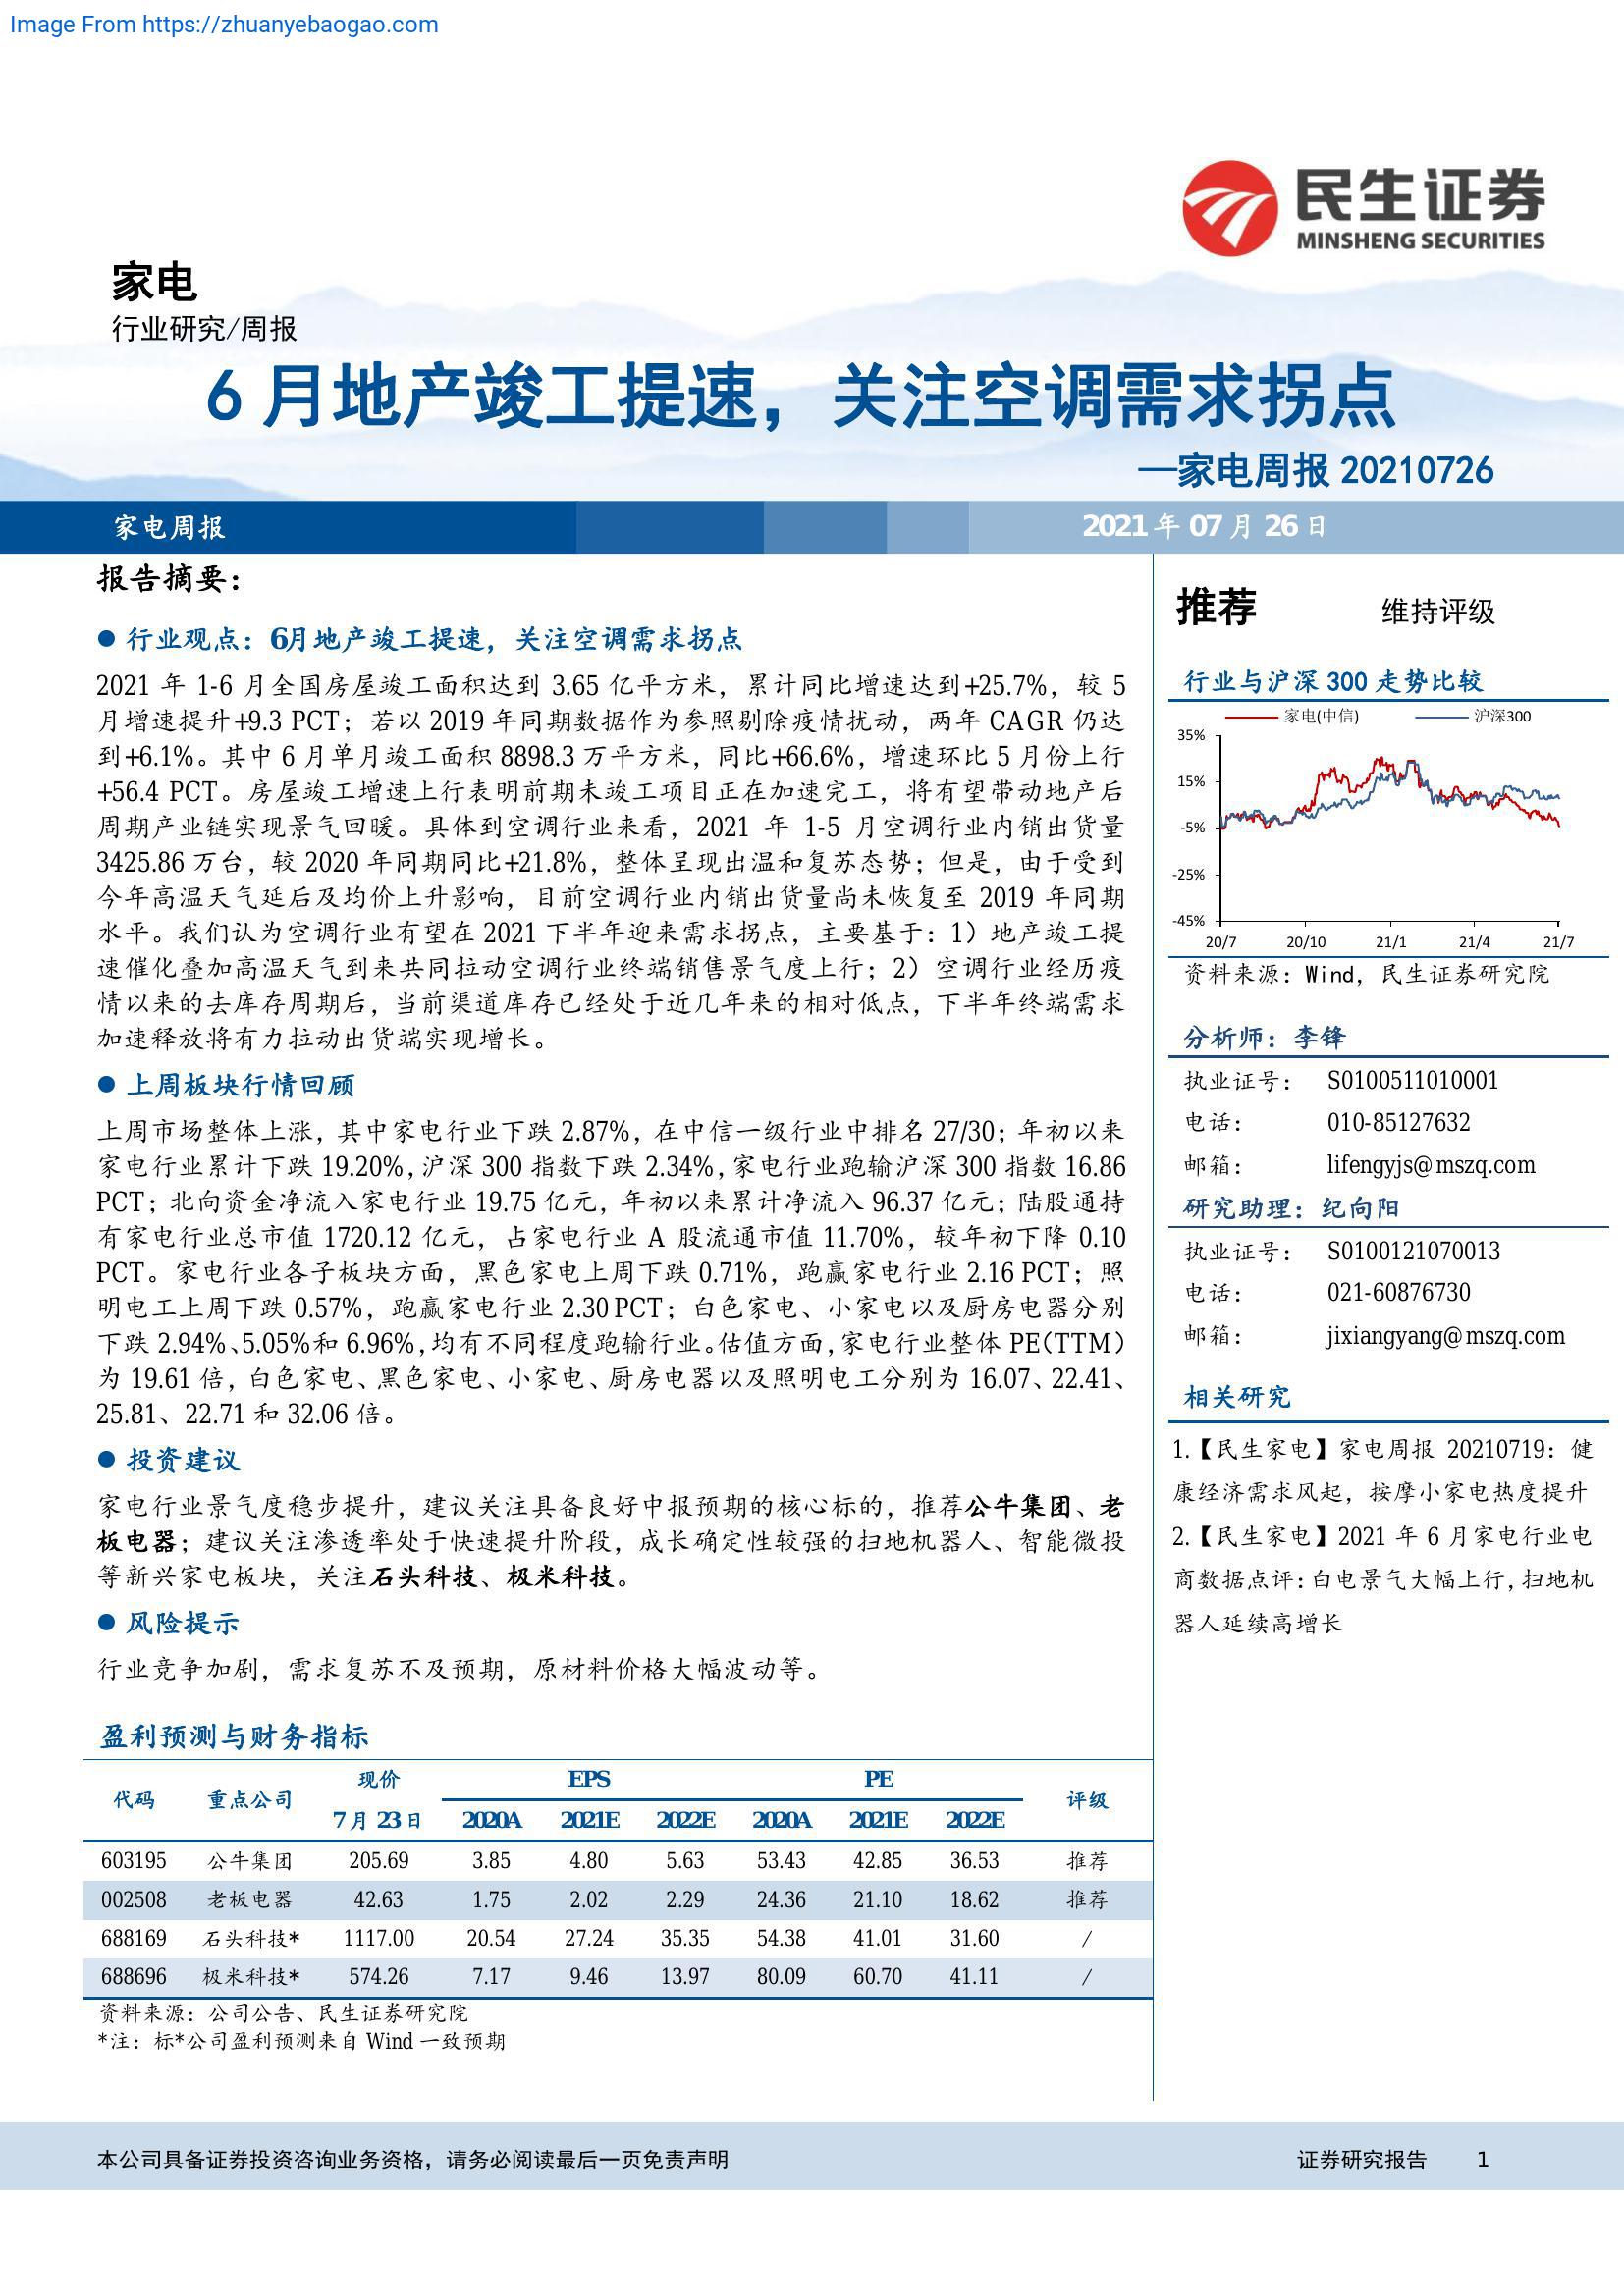 Image From https://zhuanyebaogao.com
民生证券
MINSHENG SECURITIES
家电
行业研究/周报
6 月地产竣工提速，关注空调需求拐点
—家电周报 20210726
家电周报
2021 年 07 月 26 日
报告摘要：
● 行业观点：6月地产竣工提速，关注空调需求拐点
2021 年 1-6 月全国房屋竣工面积达到 3.65 亿平方米，累计同比增速达到+25.7%，较 5
月增速提升+9.3 PCT；若以 2019 年同期数据作为参照剔除疫情扰动，两年 CAGR 仍达
到+6.1%。其中 6 月单月竣工面积 8898.3 万平方米，同比+66.6%，增速环比 5 月份上行
+56.4 PCT。房屋竣工增速上行表明前期未竣工项目正在加速完工，将有望带动地产后
周期产业链实现景气回暖。具体到空调行业来看，2021 年 1-5 月空调行业内销出货量
3425.86 万台，较 2020 年同期同比+21.8%，整体呈现出温和复苏态势；但是，由于受到
今年高温天气延后及均价上升影响，目前空调行业内销出货量尚未恢复至 2019 年同期
水平。我们认为空调行业有望在 2021 下半年迎来需求拐点，主要基于：1）地产竣工提
速催化叠加高温天气到来共同拉动空调行业终端销售景气度上行；2）空调行业经历疫
情以来的去库存周期后，当前渠道库存已经处于近几年来的相对低点，下半年终端需求
加速释放将有力拉动出货端实现增长。
● 上周板块行情回顾
上周市场整体上涨，其中家电行业下跌 2.87%，在中信一级行业中排名 27/30；年初以来
家电行业累计下跌 19.20%，沪深 300 指数下跌 2.34%，家电行业跑输沪深 300 指数 16.86
PCT；北向资金净流入家电行业 19.75 亿元，年初以来累计净流入 96.37 亿元；陆股通持
有家电行业总市值 1720.12 亿元，占家电行业 A 股流通市值 11.70%，较年初下降 0.10
PCT。家电行业各子板块方面，黑色家电上周下跌 0.71%，跑赢家电行业 2.16 PCT；照
明电工上周下跌 0.57%，跑赢家电行业 2.30 PCT；白色家电、小家电以及厨房电器分别
下跌 2.94%、5.05%和 6.96%，均有不同程度跑输行业。估值方面，家电行业整体 PE（TTM）
为 19.61 倍，白色家电、黑色家电、小家电、厨房电器以及照明电工分别为 16.07、22.41、
25.81、22.71 和 32.06 倍。
● 投资建议
家电行业景气度稳步提升，建议关注具备良好中报预期的核心标的，推荐公牛集团、老
板电器；建议关注渗透率处于快速提升阶段，成长确定性较强的扫地机器人、智能微投
等新兴家电板块，关注石头科技、极米科技。
● 风险提示
行业竞争加剧，需求复苏不及预期，原材料价格大幅波动等。
盈利预测与财务指标
代码 重点公司 现价 EPS PE 评级
7 月 23 日 2020A 2021E 2022E 2020A 2021E 2022E
603195 公牛集团 205.69 3.85 4.80 5.63 53.43 42.85 36.53 推荐
002508 老板电器 42.63 1.75 2.02 2.29 24.36 21.10 18.62 推荐
688169 石头科技* 1117.00 20.54 27.24 35.35 54.38 41.01 31.60 /
688696 极米科技* 574.26 7.17 9.46 13.97 80.09 60.70 41.11 /
资料来源：公司公告、民生证券研究院
*注：标*公司盈利预测来自 Wind 一致预期
推荐 维持评级
行业与沪深 300 走势比较
家电(中信) 沪深300
35%
15%
-5%
-25%
-45%
20/7 20/10 21/1 21/4 21/7
资料来源：Wind，民生证券研究院
分析师：李锋
执业证号： S0100511010001
电话： 010-85127632
邮箱： lifengyjs@mszq.com
研究助理：纪向阳
执业证号： S0100121070013
电话： 021-60876730
邮箱： jixiangyang@mszq.com
相关研究
1.【民生家电】家电周报 20210719：健
康经济需求风起，按摩小家电热度提升
2.【民生家电】2021 年 6 月家电行业电
商数据点评：白电景气大幅上行，扫地机
器人延续高增长
本公司具备证券投资咨询业务资格，请务必阅读最后一页免责声明
证券研究报告 1